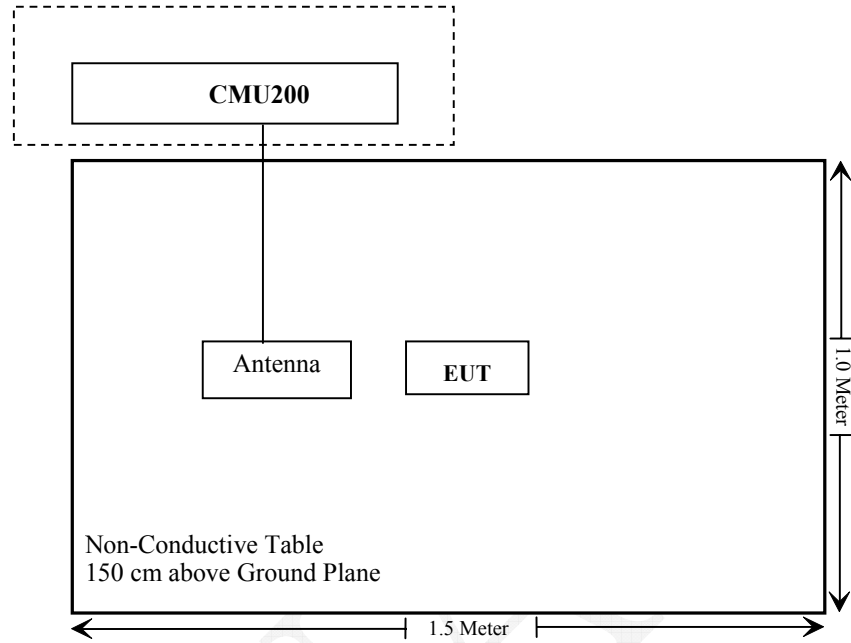 CMU200
Antenna
EUT
1.0 Meter
Non-Conductive Table
150 cm above Ground Plane
1.5 Meter